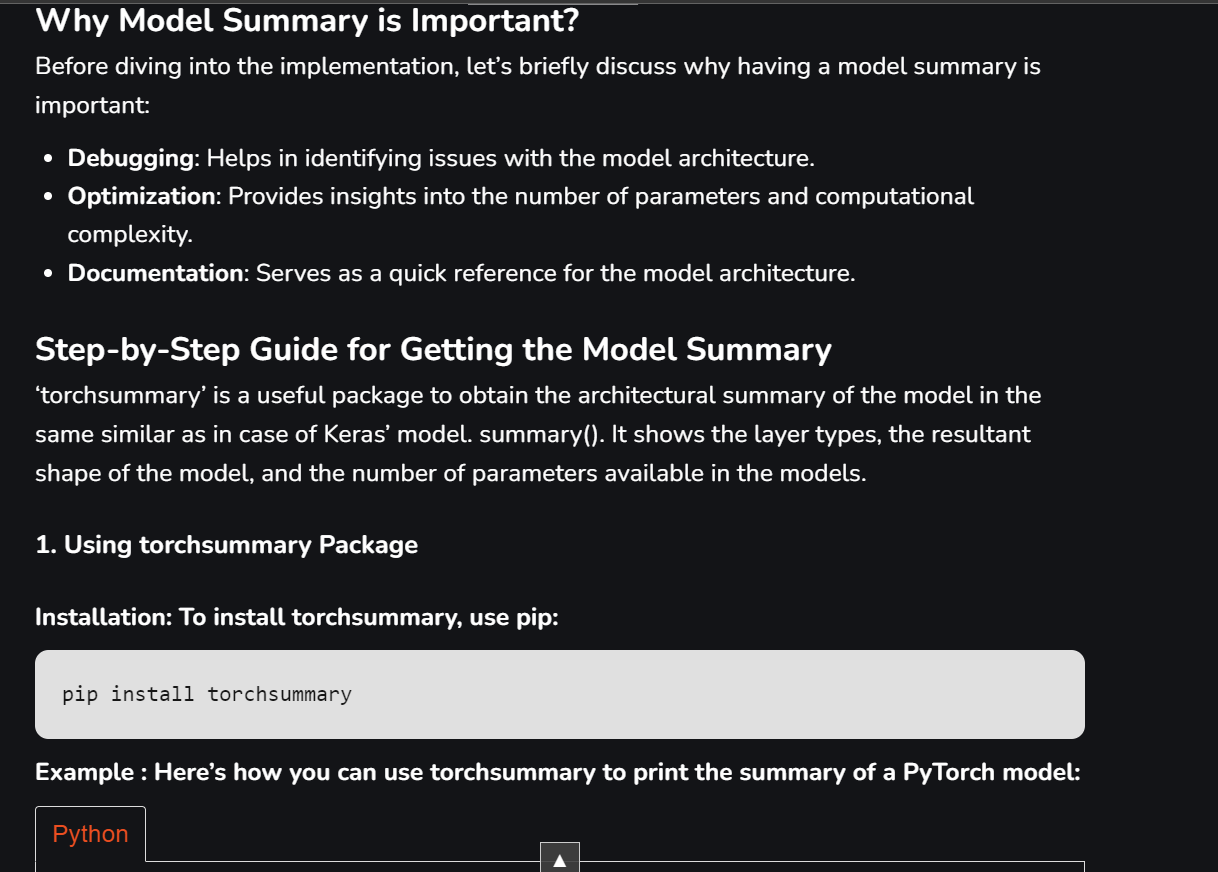 Why Model Summary is Important?
Before diving into the implementation, let’s briefly discuss why having a model summary is
important:
• Debugging: Helps in identifying issues with the model architecture.
• Optimization: Provides insights into the number of parameters and computational
complexity.
• Documentation: Serves as a quick reference for the model architecture.
Step-by-Step Guide for Getting the Model Summary
‘torchsummary’ is a useful package to obtain the architectural summary of the model in the
same similar as in case of Keras’ model. summary(). It shows the layer types, the resultant
shape of the model, and the number of parameters available in the models.
1. Using torchsummary Package
Installation: To install torchsummary, use pip:
pip install torchsummary
Example : Here’s how you can use torchsummary to print the summary of a PyTorch model:
Python